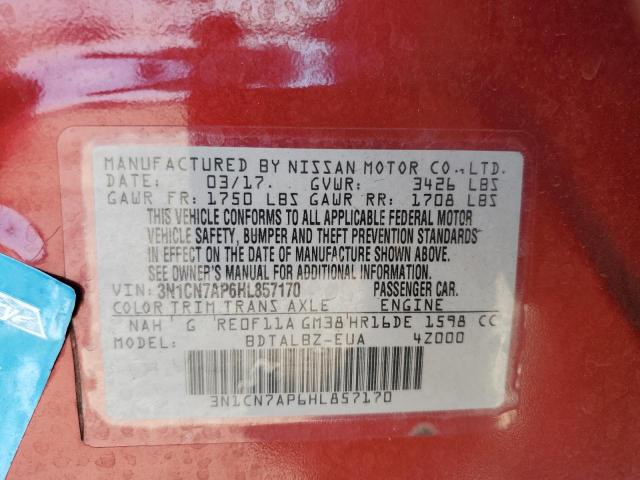 MANUFACTURED BY NISSAN MOTOR CO., LTD.
DATE: 03/17. GVWR: 3426 LBS
GAWR FR: 1750 LBS GAWR RR: 1708 LBS
THIS VEHICLE CONFORMS TO ALL APPLICABLE FEDERAL MOTOR
VEHICLE SAFETY, BUMPER AND THEFT PREVENTION STANDARDS
IN EFFECT ON THE DATE OF MANUFACTURE SHOWN ABOVE.
SEE OWNER'S MANUAL FOR ADDITIONAL INFORMATION.
VIN: 3N1CN7AP6HL857170 PASSENGER CAR.
COLOR TRIM TRANS AXLE ENGINE
NAH G RE0F11A GM38 HR16DE 1598 CC
MODEL: BDTALBZ-EUA 4Z000
3N1CN7AP6HL857170